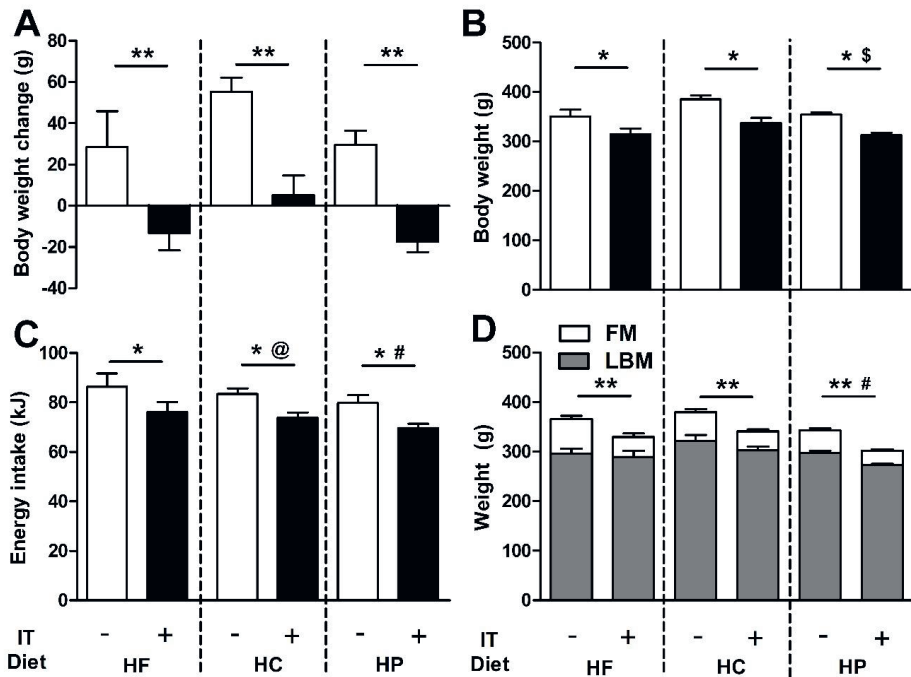 A
Body weight change (g)
80
60
40
20
0
-20
-40
** ** **
B
Body weight (g)
500
400
300
200
100
0
* * * $
C
Energy intake (kJ)
100
80
60
40
20
0
* * @ * #
D
FM
LBM
Weight (g)
500
400
300
200
100
0
** ** ** #
IT - + - + - +
Diet HF HC HP
- + - + - +
HF HC HP